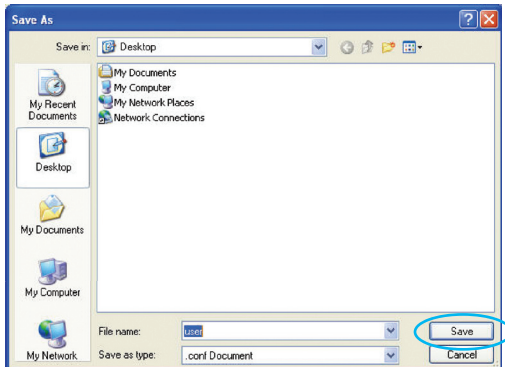 Save As
Save in:
Desktop
My Documents
My Computer
My Network Places
Network Connections
My Recent
Documents
Desktop
My Documents
My Computer
My Network
File name:
user
Save
Save as type:
.conf Document
Cancel